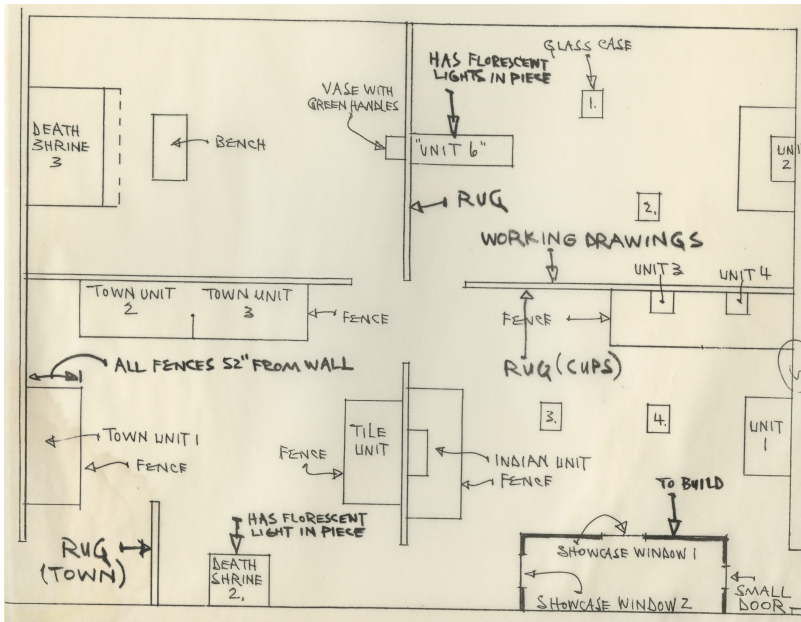 GLASS CASE
HAS FLORESCENT
LIGHTS IN PIECE
VASE WITH
GREEN HANDLES
1.
DEATH
SHRINE
3
BENCH
"UNIT 6"
UNI
2
RUG
2.
WORKING DRAWINGS
UNIT 3
UNIT 4
TOWN UNIT
2
TOWN UNIT
3
FENCE
FENCE
ALL FENCES 52" FROM WALL
RUG (CUPS)
TOWN UNIT 1
FENCE
TILE
UNIT
FENCE
3.
4.
UNIT
1
INDIAN UNIT
FENCE
TO BUILD
HAS FLORESCENT
LIGHT IN PIECE
RUG
(TOWN)
DEATH
SHRINE
2.
SHOWCASE WINDOW 1
SHOWCASE WINDOW 2
SMALL
DOOR